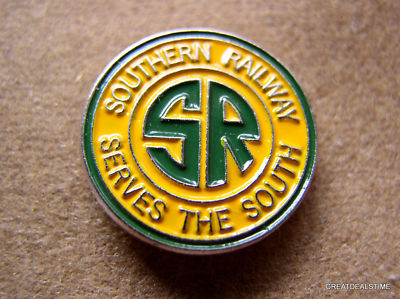 SOUTHERN RAILWAY
SR
SERVES THE SOUTH
GREATDEALSTIME